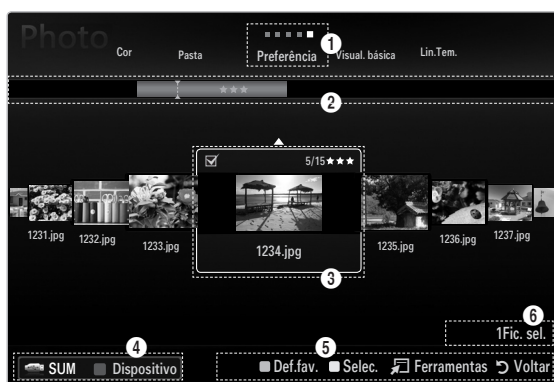 Photo
Cor Pasta Preferência Visual. básica Lin.Tem.
1
2
5/15★★★
1231.jpg 1232.jpg 1233.jpg 1234.jpg 1235.jpg 1236.jpg 1237.jpg
3
6
1Fic. sel.
4 5
SUM Dispositivo Def.fav. Selec. Ferramentas Voltar